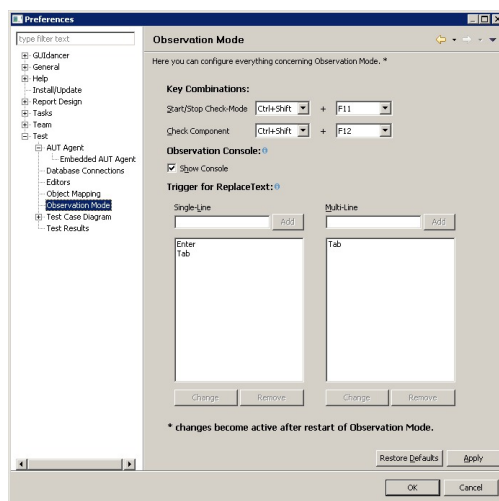 Preferences
type filter text
GUIdancer
General
Help
Install/Update
Report Design
Tasks
Team
Test
AUT Agent
Embedded AUT Agent
Database Connections
Editors
Object Mapping
Observation Mode
Test Case Diagram
Test Results
Observation Mode
Here you can configure everything concerning Observation Mode. *
Key Combinations:
Start/Stop Check-Mode Ctrl+Shift + F11
Check Component Ctrl+Shift + F12
Observation Console:
Show Console
Trigger for ReplaceText:
Single-Line Multi-Line
Add Add
Enter Tab
Tab
Change Remove Change Remove
* changes become active after restart of Observation Mode.
Restore Defaults Apply
OK Cancel